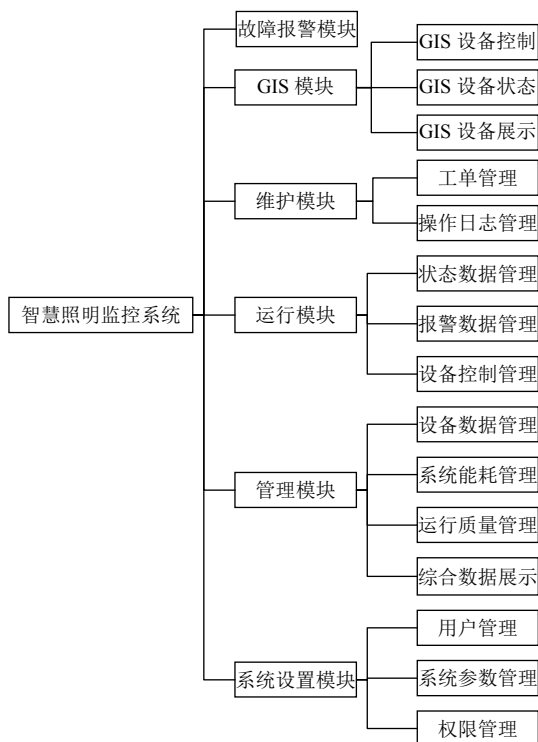 智慧照明监控系统
故障报警模块
GIS 模块
GIS 设备控制
GIS 设备状态
GIS 设备展示
维护模块
工单管理
操作日志管理
运行模块
状态数据管理
报警数据管理
设备控制管理
管理模块
设备数据管理
系统能耗管理
运行质量管理
综合数据展示
系统设置模块
用户管理
系统参数管理
权限管理